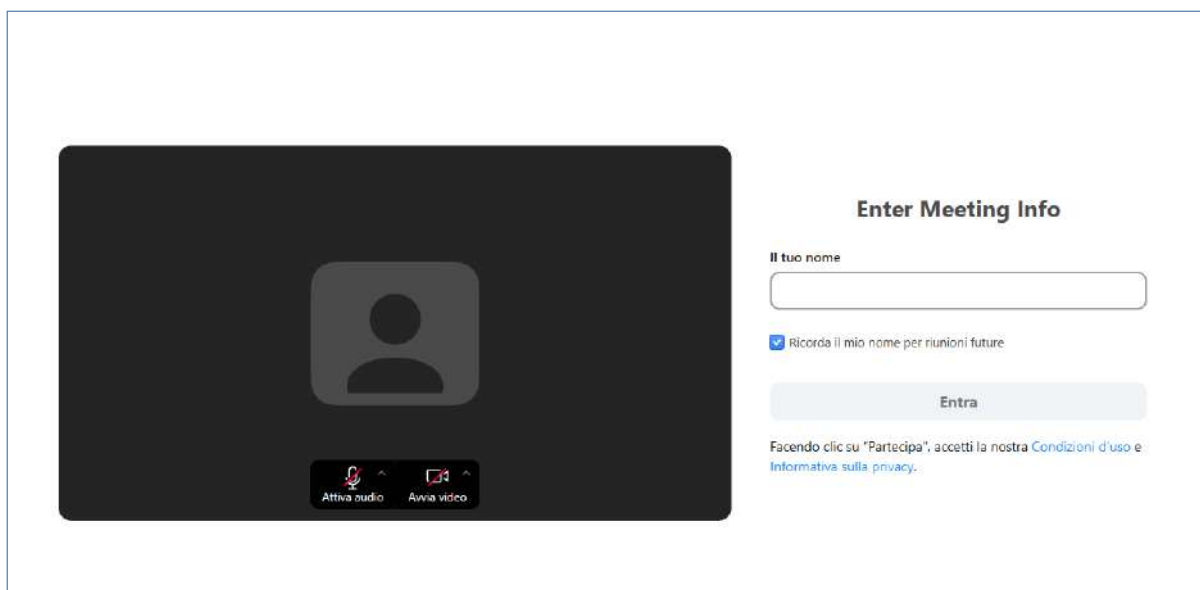 Enter Meeting Info
Il tuo nome
Ricorda il mio nome per riunioni future
Entra
Facendo clic su "Partecipa", accetti la nostra Condizioni d'uso e
Informativa sulla privacy.
Attiva audio
Avvia video